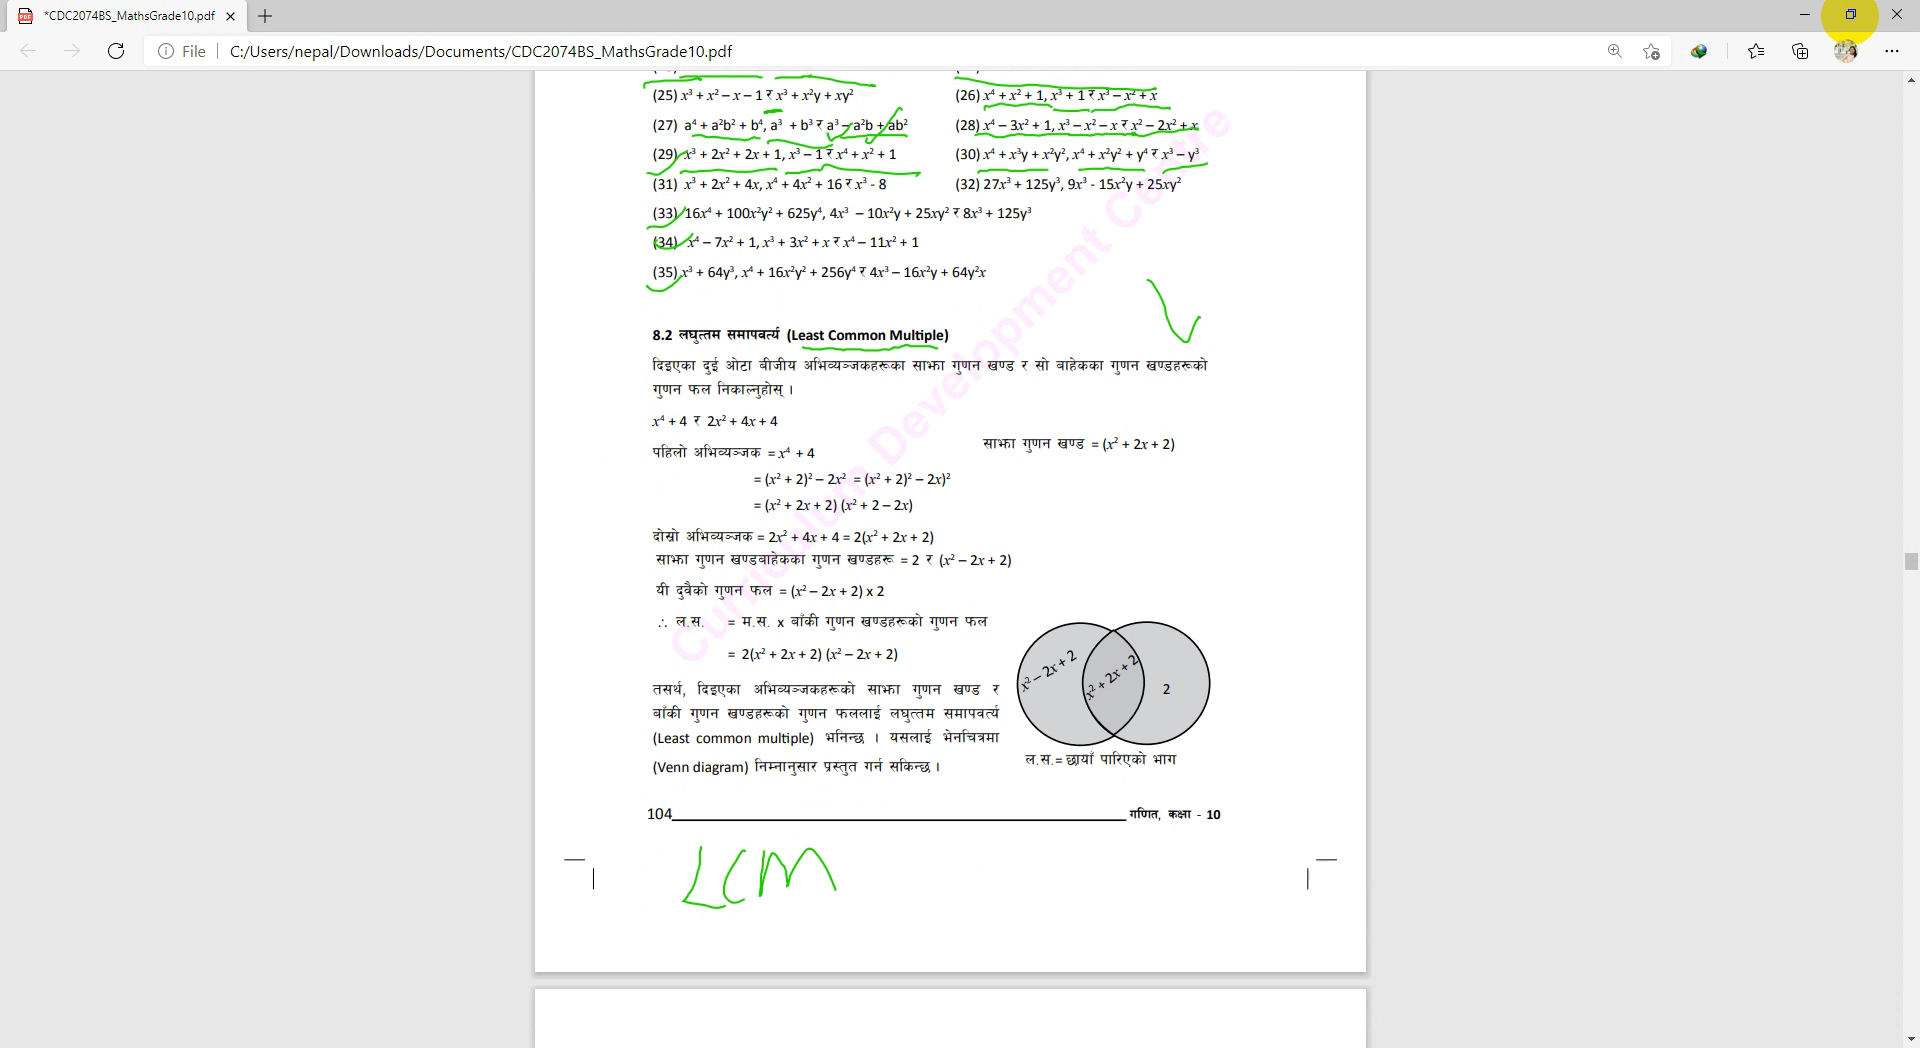 *CDC2074BS_MathsGrade10.pdf
File | C:/Users/nepal/Downloads/Documents/CDC2074BS_MathsGrade10.pdf
(25) x³ + x² – x – 1 र x³ + x²y + xy²
(26) x⁴ + x² + 1, x³ + 1 र x³ – x² + x
(27) a⁴ + a²b² + b⁴, a³ + b³ र a³ – a²b + ab²
(28) x⁴ – 3x² + 1, x³ – x² – x र x² – 2x² + x
(29) x³ + 2x² + 2x + 1, x³ – 1 र x⁴ + x² + 1
(30) x⁴ + x³y + x²y², x⁴ + x²y² + y⁴ र x³ – y³
(31) x³ + 2x² + 4x, x⁴ + 4x² + 16 र x³ - 8
(32) 27x³ + 125y³, 9x³ - 15x²y + 25xy²
(33) 16x⁴ + 100x²y² + 625y⁴, 4x³ – 10x²y + 25xy² र 8x³ + 125y³
(34) x⁴ – 7x² + 1, x³ + 3x² + x र x⁴ – 11x² + 1
(35) x³ + 64y³, x⁴ + 16x²y² + 256y⁴ र 4x³ – 16x²y + 64y²x
8.2 लघुत्तम समापवर्त्य (Least Common Multiple)
दिइएका दुई ओटा बीजीय अभिव्यञ्जकहरूका साझा गुणन खण्ड र सो बाहेकका गुणन खण्डहरूको
गुणन फल निकाल्नुहोस् ।
x⁴ + 4 र 2x² + 4x + 4
पहिलो अभिव्यञ्जक = x⁴ + 4
साझा गुणन खण्ड = (x² + 2x + 2)
= (x² + 2)² – 2x² = (x² + 2)² – 2x)²
= (x² + 2x + 2) (x² + 2 – 2x)
दोस्रो अभिव्यञ्जक = 2x² + 4x + 4 = 2(x² + 2x + 2)
साझा गुणन खण्डबाहेकका गुणन खण्डहरू = 2 र (x² – 2x + 2)
यी दुवैको गुणन फल = (x² – 2x + 2) x 2
∴ ल.स. = म.स. x बाँकी गुणन खण्डहरूको गुणन फल
= 2(x² + 2x + 2) (x² – 2x + 2)
x² – 2x + 2
x² + 2x + 2
2
तसर्थ, दिइएका अभिव्यञ्जकहरूको साझा गुणन खण्ड र
बाँकी गुणन खण्डहरूको गुणन फललाई लघुत्तम समापवर्त्य
(Least common multiple) भनिन्छ । यसलाई भेनचित्रमा
(Venn diagram) निम्नानुसार प्रस्तुत गर्न सकिन्छ ।
ल.स.= छायाँ पारिएको भाग
104
गणित, कक्षा - 10
Curriculum Development Centre
LCM